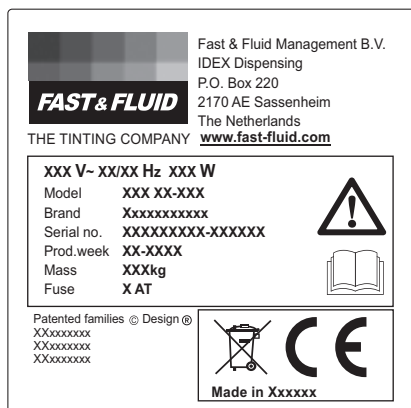 FAST & FLUID
THE TINTING COMPANY
Fast & Fluid Management B.V.
IDEX Dispensing
P.O. Box 220
2170 AE Sassenheim
The Netherlands
www.fast-fluid.com
XXX V~ XX/XX Hz XXX W
Model XXX XX-XXX
Brand Xxxxxxxxxxx
Serial no. XXXXXXXXX-XXXXXX
Prod.week XX-XXXX
Mass XXXkg
Fuse X AT
Patented families © Design ®
XXxxxxxxx
XXxxxxxxx
XXxxxxxxx
CE
Made in Xxxxxx